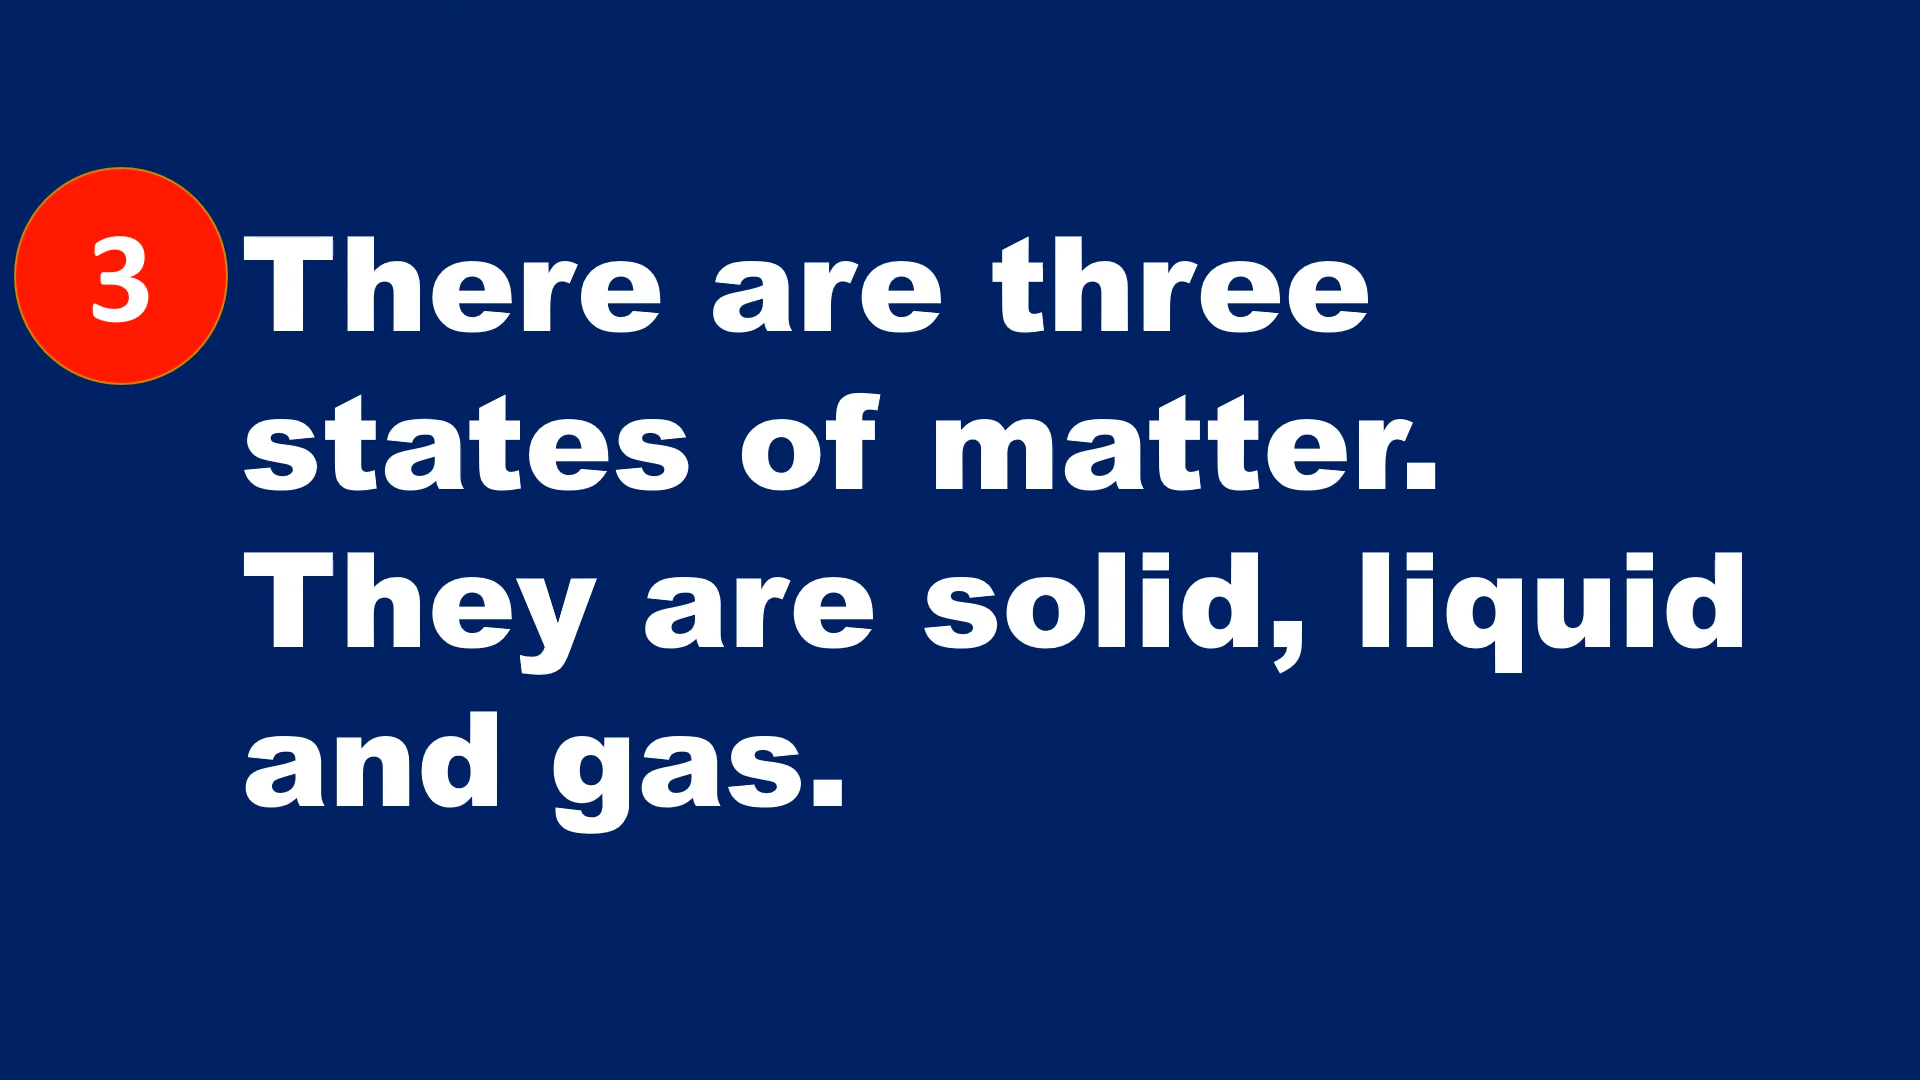 3
There are three
states of matter.
They are solid, liquid
and gas.